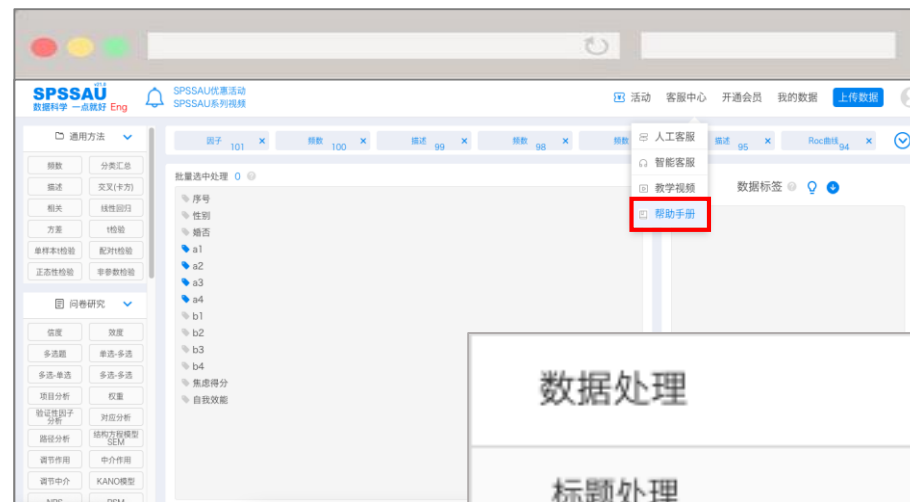 SPSSAU
数据科学 一点就好 Eng
SPSSAU优惠活动
SPSSAU系列视频
活动 客服中心 开通会员 我的数据 上传数据
人工客服
智能客服
教学视频
帮助手册
通用方法
频数 分类汇总
描述 交叉(卡方)
相关 线性回归
方差 t检验
单样本t检验 配对t检验
正态性检验 非参数检验
问卷研究
信度 效度
多选题 单选-多选
多选-单选 多选-多选
项目分析 权重
验证性因子分析 对应分析
路径分析 结构方程模型SEM
调节作用 中介作用
调节中介 KANO模型
NPS PSM
因子 101 ×
频数 100 ×
描述 99 ×
频数 98 ×
频数
描述 95 ×
Roc曲线 94 ×
批量选中处理 0
序号
性别
婚否
a1
a2
a3
a4
b1
b2
b3
b4
焦虑得分
自我效能
数据标签
数据处理
标题处理